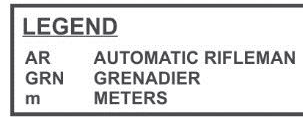 LEGEND
AR AUTOMATIC RIFLEMAN
GRN GRENADIER
m METERS